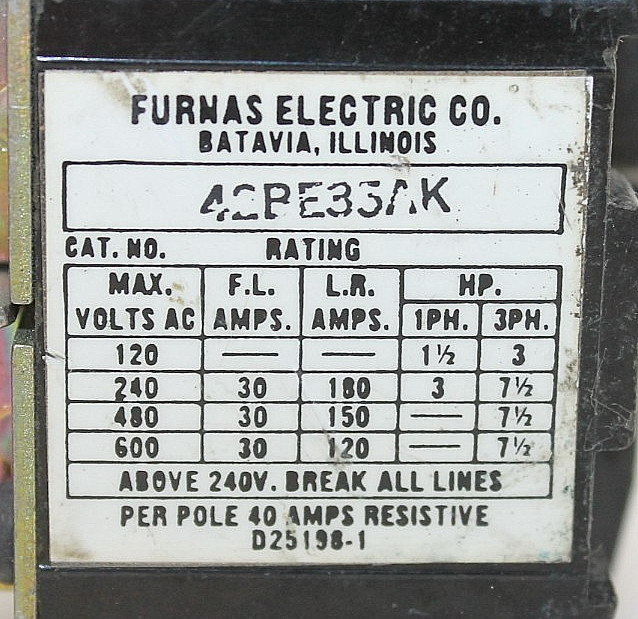 FURNAS ELECTRIC CO.
BATAVIA, ILLINOIS
42BE35AK
CAT. NO. RATING
MAX. VOLTS AC F.L. AMPS. L.R. AMPS. HP. 1PH. 3PH.
120 — — 1½ 3
240 30 180 3 7½
480 30 150 — 7½
600 30 120 — 7½
ABOVE 240V. BREAK ALL LINES
PER POLE 40 AMPS RESISTIVE
D25198-1